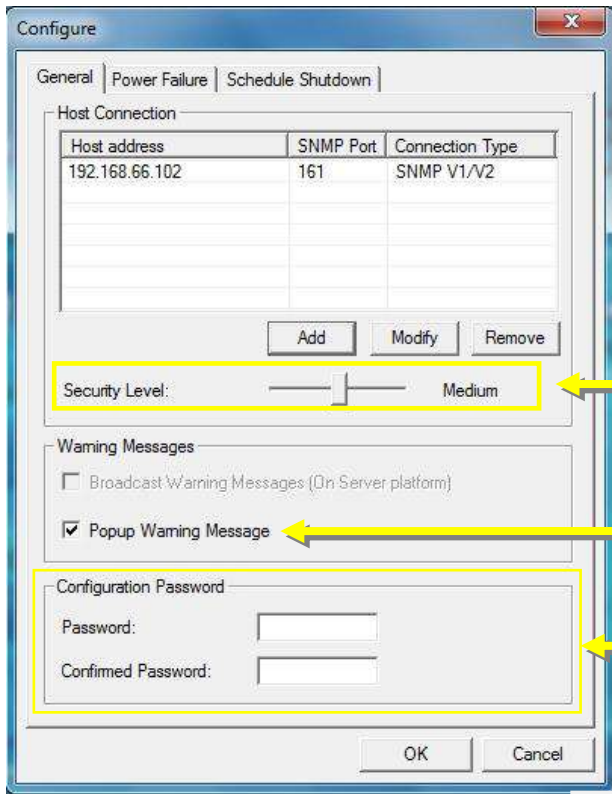 Configure
General Power Failure Schedule Shutdown
Host Connection
Host address SNMP Port Connection Type
192.168.66.102 161 SNMP V1/V2
Add Modify Remove
Security Level: Medium
Warning Messages
Broadcast Warning Messages (On Server platform)
Popup Warning Message
Configuration Password
Password:
Confirmed Password:
OK Cancel